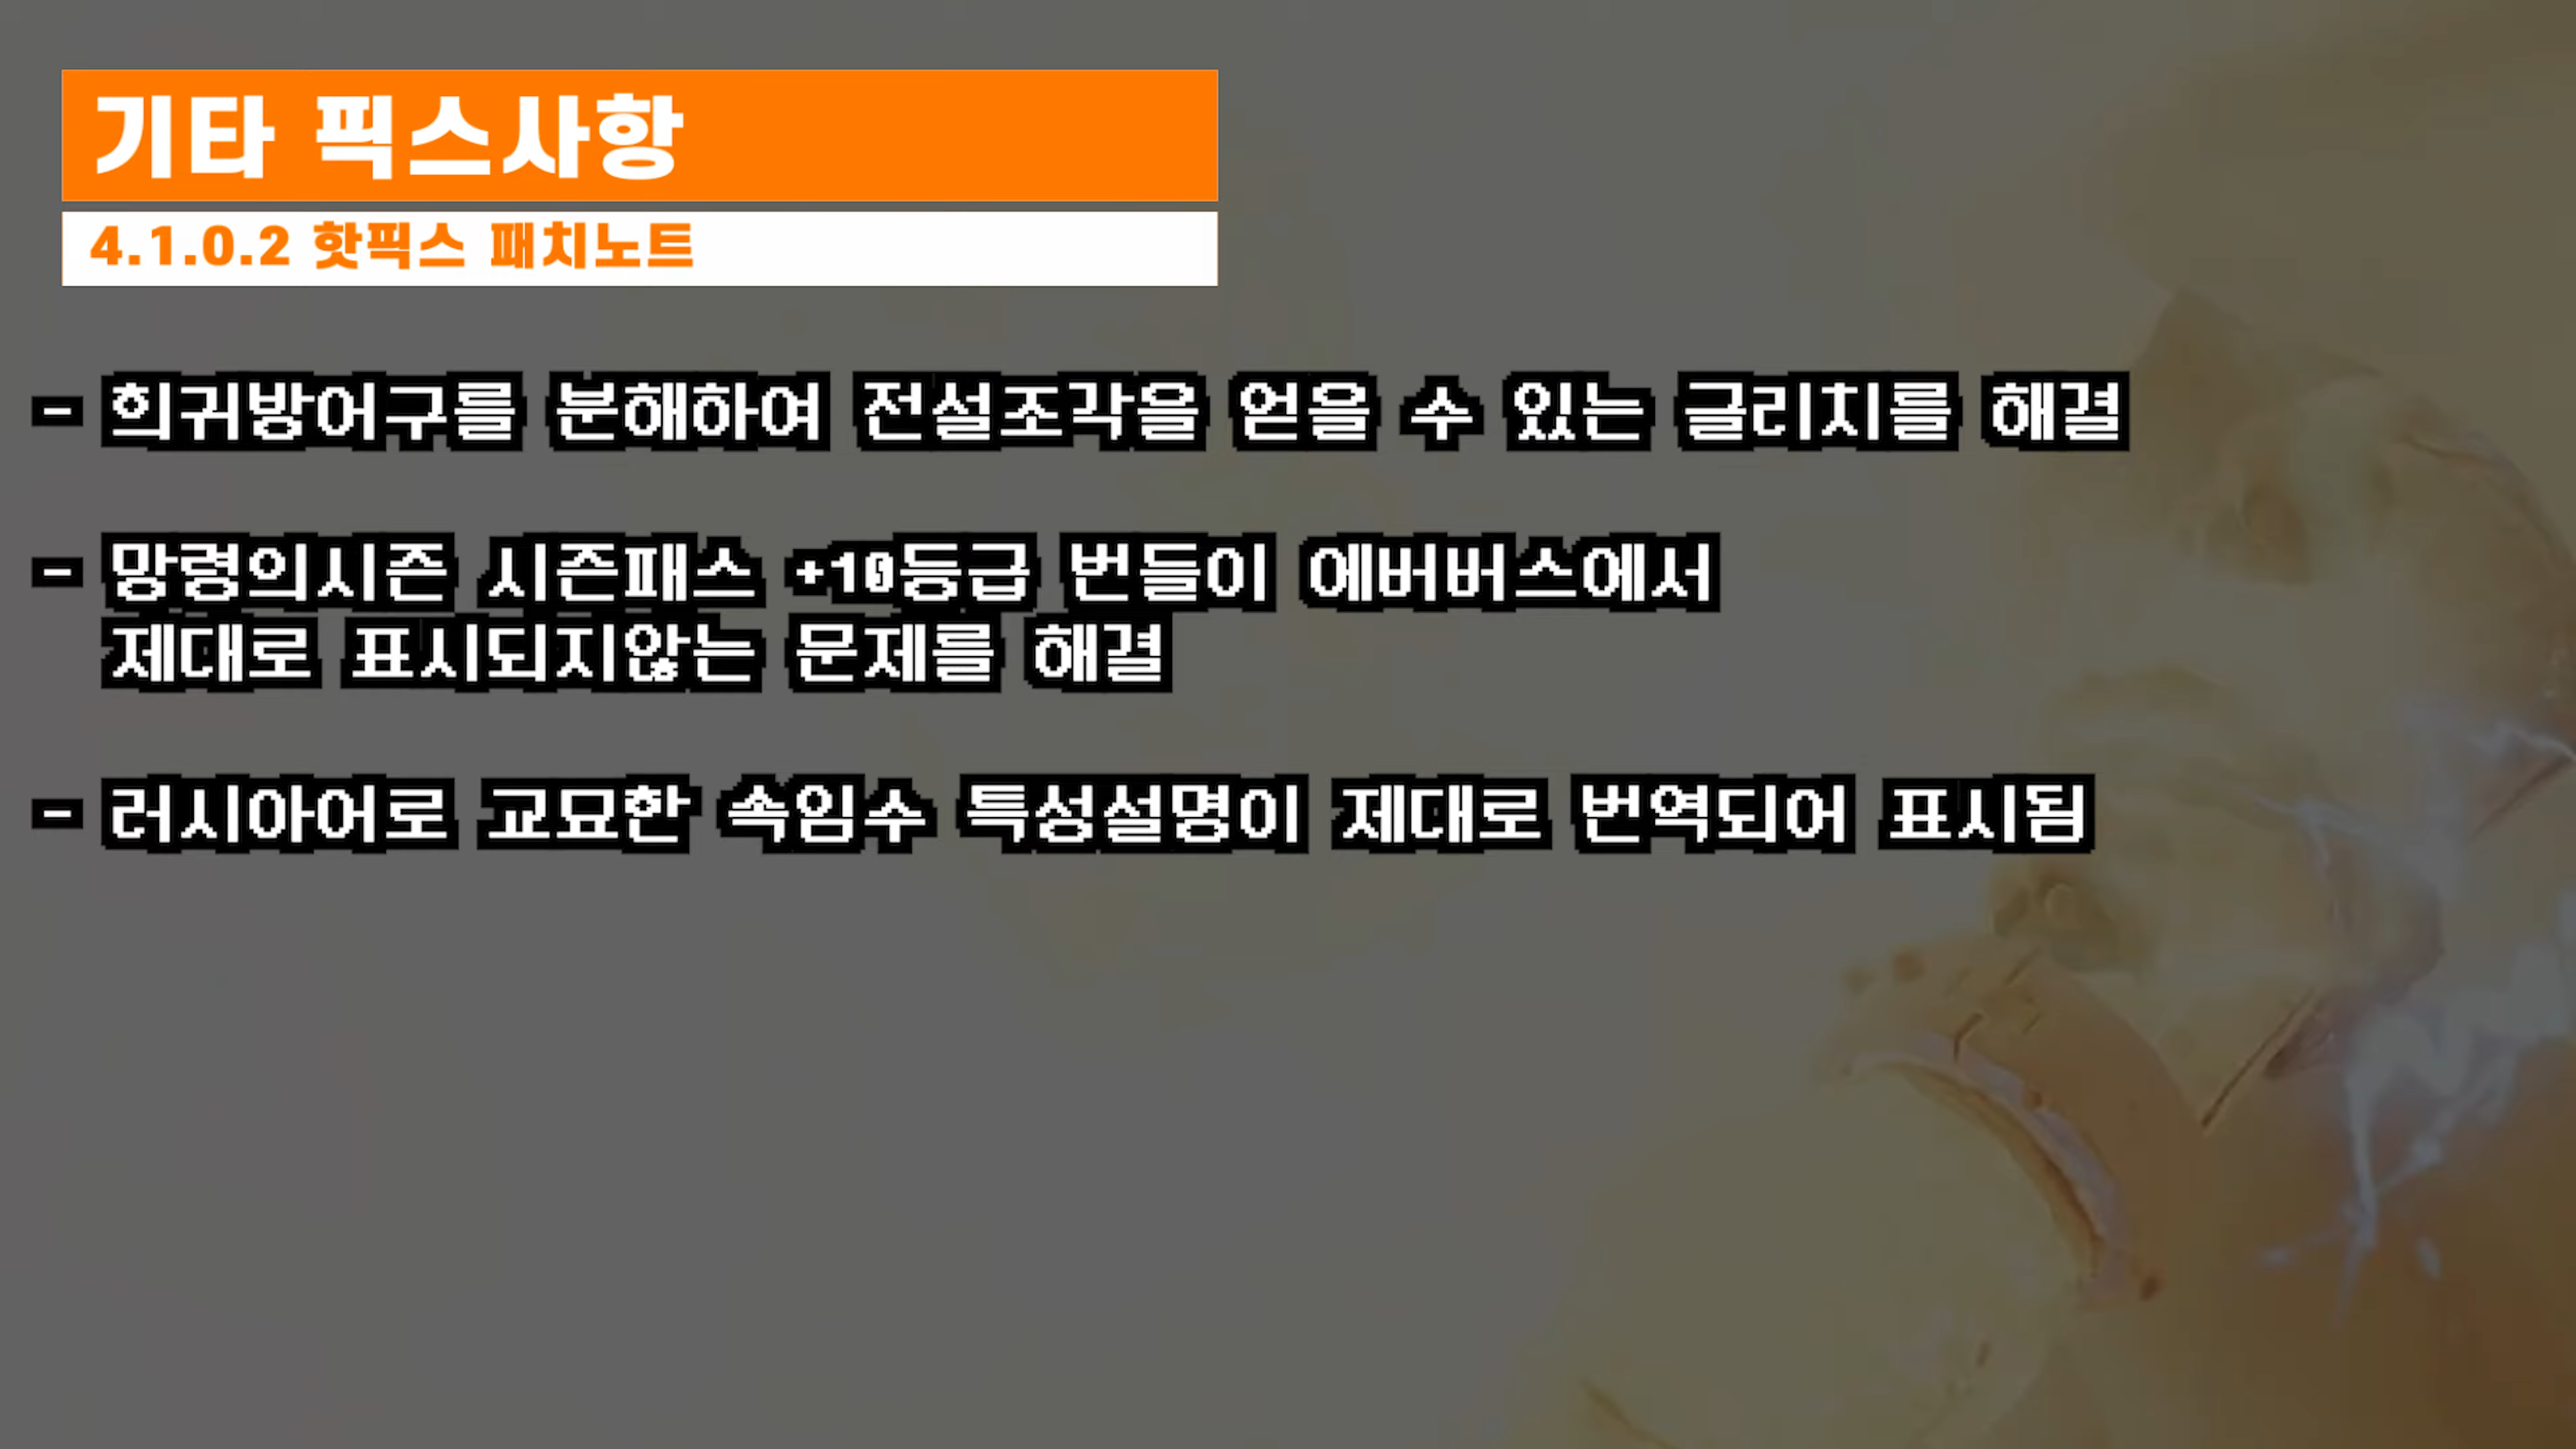 기타 픽스사항
4.1.0.2 핫픽스 패치노트
- 희귀방어구를 분해하여 전설조각을 얻을 수 있는 글리치를 해결
- 망령의시즌 시즌패스 +10등급 번들이 에버버스에서
제대로 표시되지않는 문제를 해결
- 러시아어로 교묘한 속임수 특성설명이 제대로 번역되어 표시됨